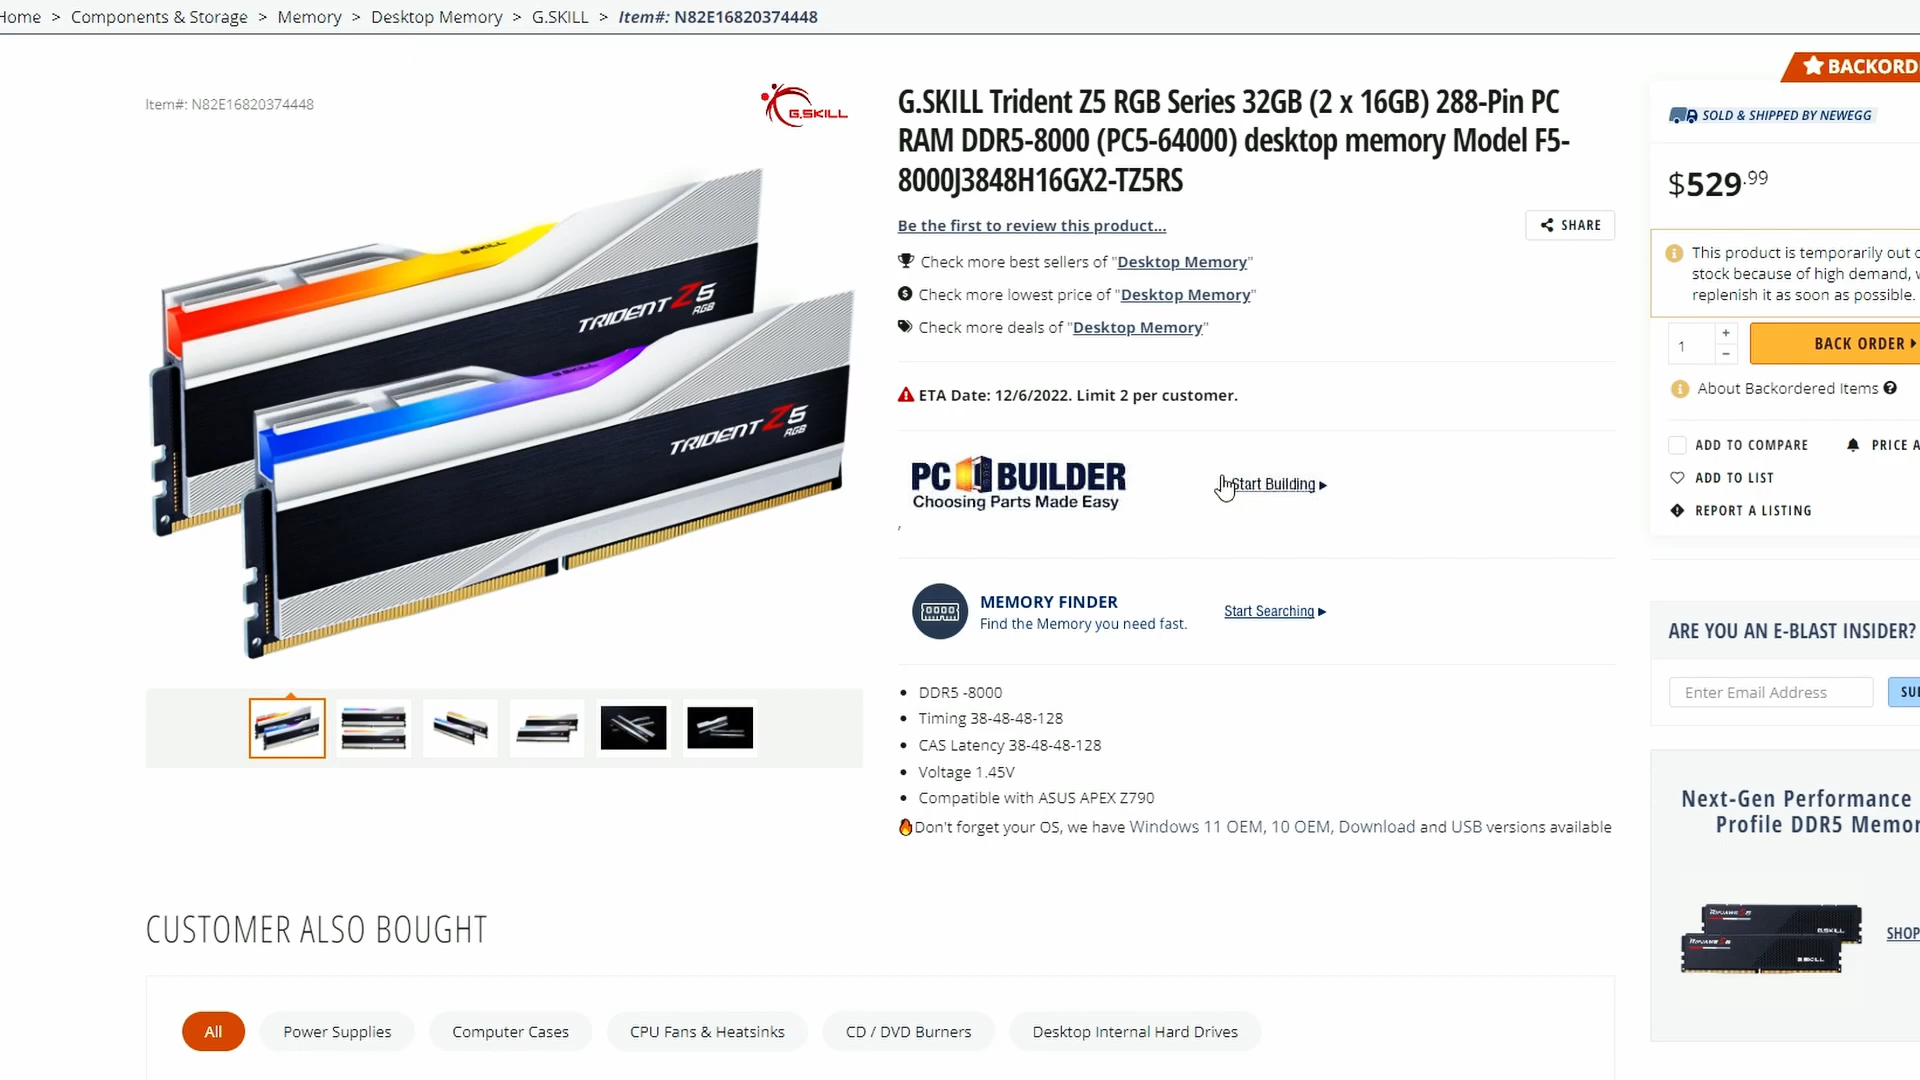 Home > Components & Storage > Memory > Desktop Memory > G.SKILL > Item#: N82E16820374448
BACKORD
Item#: N82E16820374448
G.SKILL
G.SKILL Trident Z5 RGB Series 32GB (2 x 16GB) 288-Pin PC
RAM DDR5-8000 (PC5-64000) desktop memory Model F5-
8000J3848H16GX2-TZ5RS
Be the first to review this product...
SHARE
Check more best sellers of "Desktop Memory"
Check more lowest price of "Desktop Memory"
Check more deals of "Desktop Memory"
ETA Date: 12/6/2022. Limit 2 per customer.
PC BUILDER
Choosing Parts Made Easy
Start Building
,
MEMORY FINDER
Find the Memory you need fast.
Start Searching
DDR5 -8000
Timing 38-48-48-128
CAS Latency 38-48-48-128
Voltage 1.45V
Compatible with ASUS APEX Z790
Don't forget your OS, we have Windows 11 OEM, 10 OEM, Download and USB versions available
G.SKILL
TRIDENT Z5
RGB
G.SKILL
TRIDENT Z5
RGB
SOLD & SHIPPED BY NEWEGG
$529.99
This product is temporarily out o
stock because of high demand, w
replenish it as soon as possible.
1
+
−
BACK ORDER
About Backordered Items
ADD TO COMPARE
PRICE A
ADD TO LIST
REPORT A LISTING
ARE YOU AN E-BLAST INSIDER?
Enter Email Address
SU
Next-Gen Performance
Profile DDR5 Memor
RIPJAWS S5
G.SKILL
RIPJAWS S5
G.SKILL
SHOP
CUSTOMER ALSO BOUGHT
All
Power Supplies
Computer Cases
CPU Fans & Heatsinks
CD / DVD Burners
Desktop Internal Hard Drives